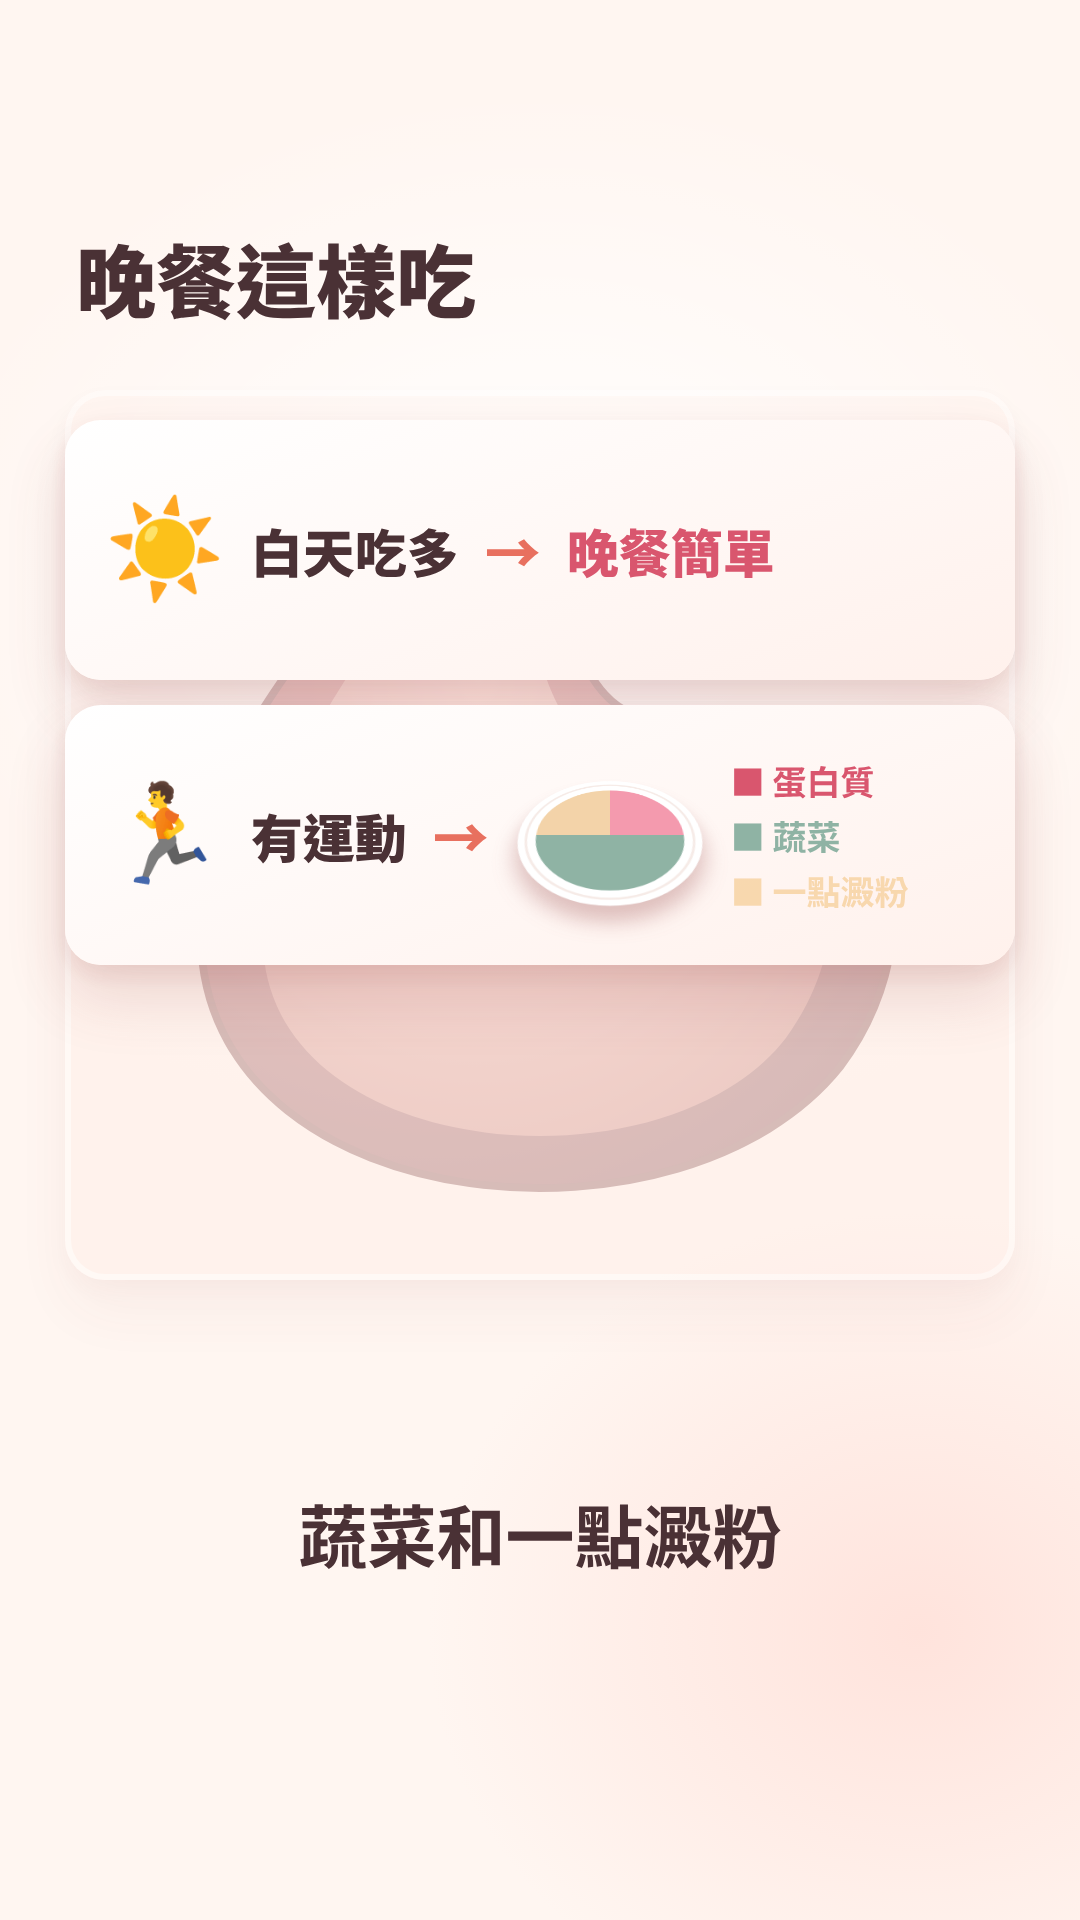 晚餐這樣吃
白天吃多 → 晚餐簡單
有運動 →
蛋白質
蔬菜
一點澱粉
蔬菜和一點澱粉